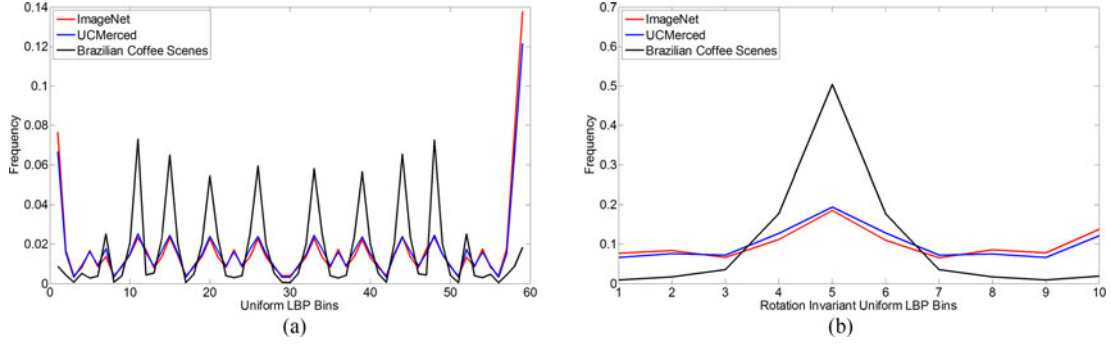 0.14
0.12
0.1
0.08
0.06
0.04
0.02
0
Frequency
ImageNet
UCMerced
Brazilian Coffee Scenes
0 10 20 30 40 50 60
Uniform LBP Bins
(a)
0.7
0.6
0.5
0.4
0.3
0.2
0.1
0
Frequency
ImageNet
UCMerced
Brazilian Coffee Scenes
1 2 3 4 5 6 7 8 9 10
Rotation Invariant Uniform LBP Bins
(b)